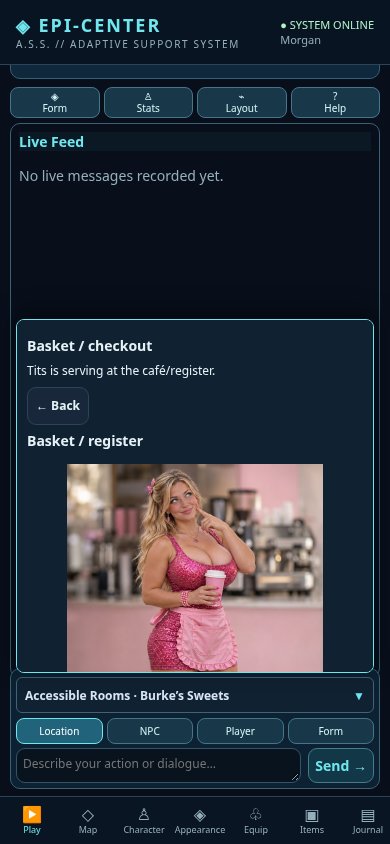 ◈ EPI-CENTER
A.S.S. // ADAPTIVE SUPPORT SYSTEM
● SYSTEM ONLINE
Morgan
Form
Stats
Layout
? Help
Live Feed
No live messages recorded yet.
Basket / checkout
Tits is serving at the café/register.
← Back
Basket / register
Accessible Rooms · Burke's Sweets ▼
Location
NPC
Player
Form
Describe your action or dialogue...
Send →
Play
Map
Character
Appearance
Equip
Items
Journal